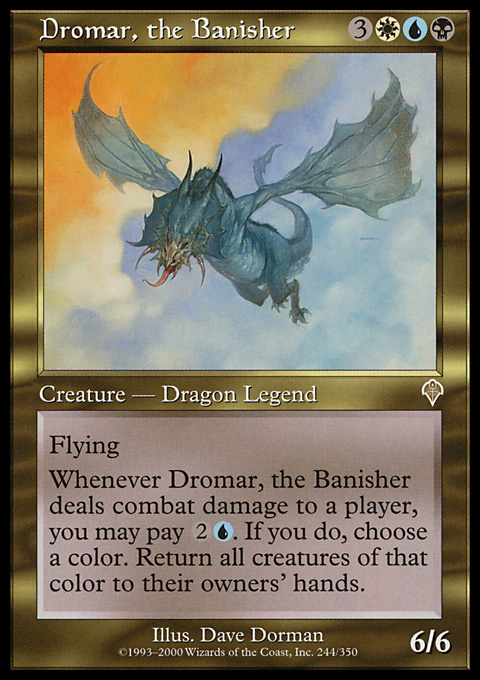 Dromar, the Banisher 3
Creature — Dragon Legend
Flying
Whenever Dromar, the Banisher
deals combat damage to a player,
you may pay 2 . If you do, choose
a color. Return all creatures of that
color to their owners' hands.
Illus. Dave Dorman
6/6
©1993–2000 Wizards of the Coast, Inc. 244/350